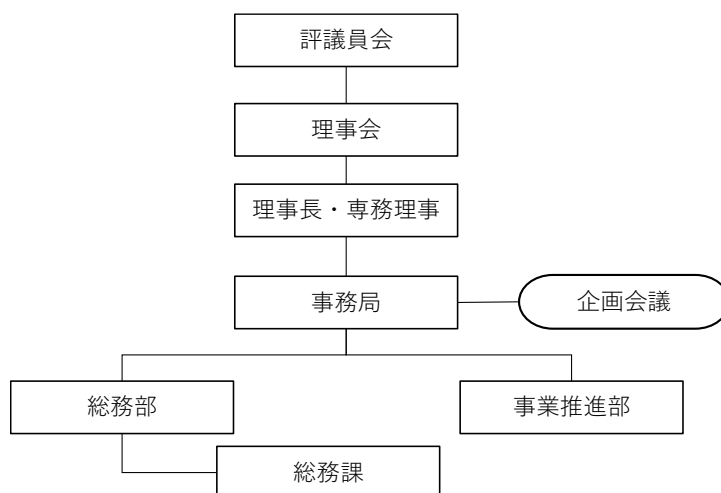 評議員会
理事会
理事長・専務理事
事務局
企画会議
総務部
事業推進部
総務課